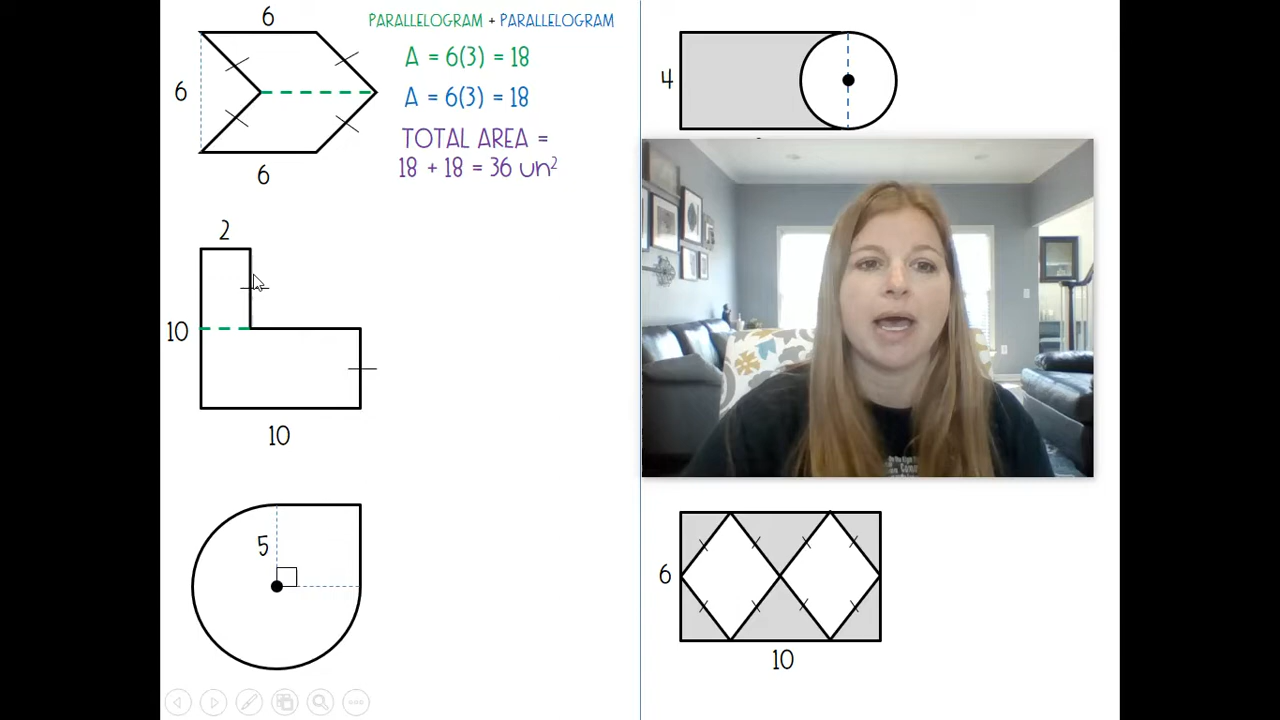 6
PARALLELOGRAM + PARALLELOGRAM
A = 6(3) = 18
6
A = 6(3) = 18
TOTAL AREA =
18 + 18 = 36 un²
6
2
10
10
5
4
6
10